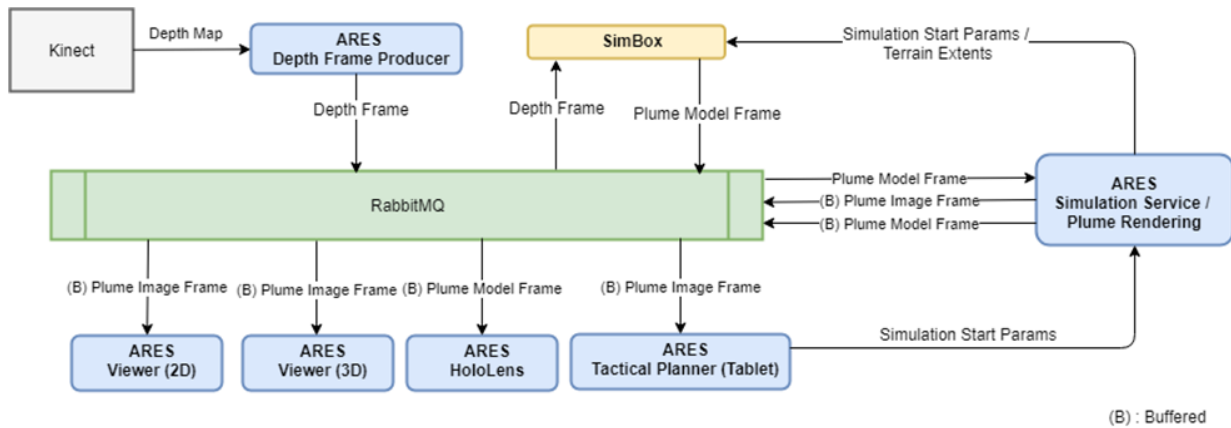 Kinect
Depth Map
ARES
Depth Frame Producer
SimBox
Simulation Start Params /
Terrain Extents
Depth Frame
Depth Frame
Plume Model Frame
RabbitMQ
Plume Model Frame
(B) Plume Image Frame
(B) Plume Model Frame
ARES
Simulation Service /
Plume Rendering
(B) Plume Image Frame
(B) Plume Image Frame
(B) Plume Model Frame
(B) Plume Image Frame
ARES
Viewer (2D)
ARES
Viewer (3D)
ARES
HoloLens
ARES
Tactical Planner (Tablet)
Simulation Start Params
(B) : Buffered